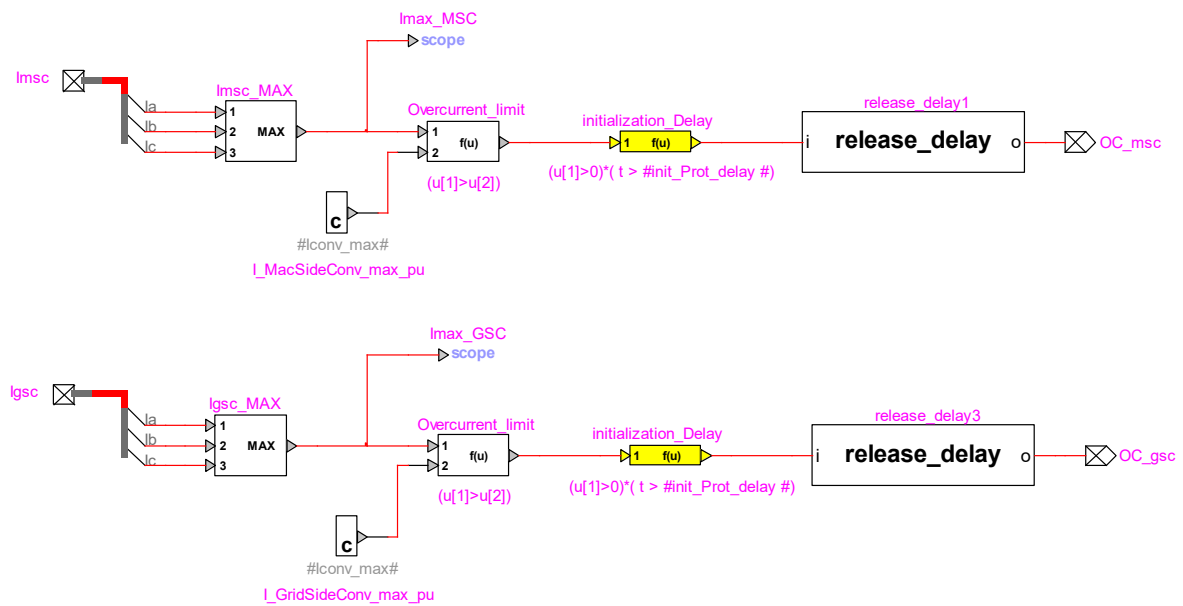 Imax_MSC
scope
Imsc
Imsc_MAX
Ia
Ib
Ic
1
2
3
MAX
Overcurrent_limit
1
2
f(u)
(u[1]>u[2])
initialization_Delay
1
f(u)
(u[1]>0)*( t > #init_Prot_delay #)
release_delay1
i
release_delay
o
OC_msc
c
#Iconv_max#
I_MacSideConv_max_pu
Imax_GSC
scope
Igsc
Igsc_MAX
Ia
Ib
Ic
1
2
3
MAX
Overcurrent_limit
1
2
f(u)
(u[1]>u[2])
initialization_Delay
1
f(u)
(u[1]>0)*( t > #init_Prot_delay #)
release_delay3
i
release_delay
o
OC_gsc
c
#Iconv_max#
I_GridSideConv_max_pu